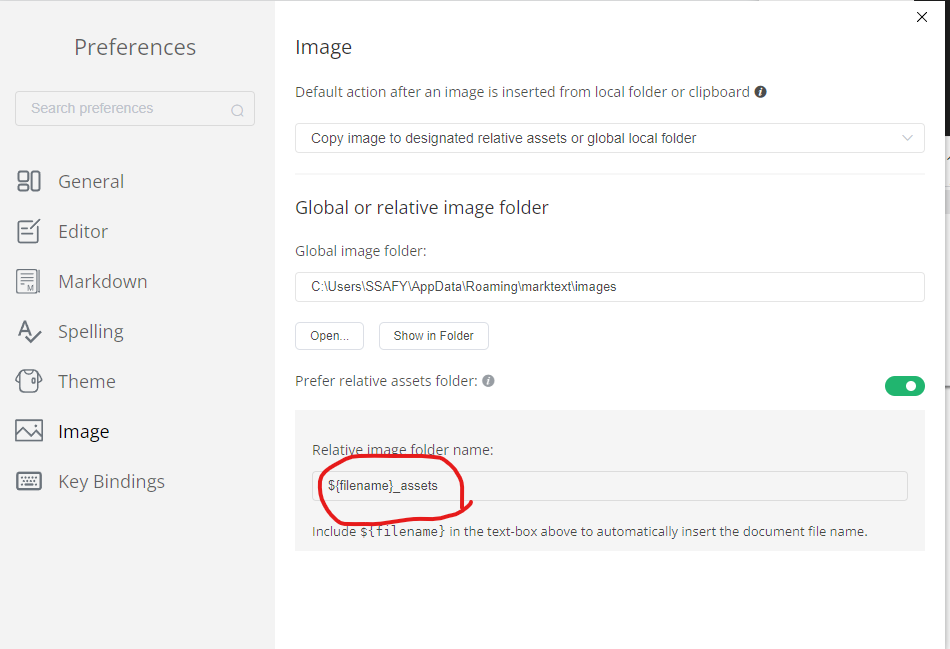 Preferences
Search preferences
General
Editor
Markdown
Spelling
Theme
Image
Key Bindings
Image
Default action after an image is inserted from local folder or clipboard
Copy image to designated relative assets or global local folder
Global or relative image folder
Global image folder:
C:\Users\SSAFY\AppData\Roaming\marktext\images
Open... Show in Folder
Prefer relative assets folder:
Relative image folder name:
${filename}_assets
Include ${filename} in the text-box above to automatically insert the document file name.